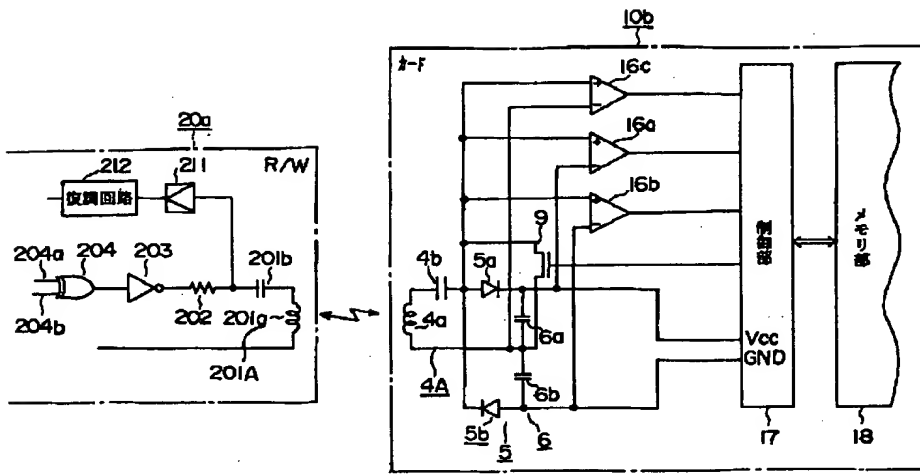 10b
カード
16c
20a
R/W
212
211
復調回路
16a
16b
204a
204
203
201b
204b
202
201a
201A
9
4b
5a
4a
6a
4A
6b
5b
5
6
制御部
メモリ部
Vcc
GND
17
18